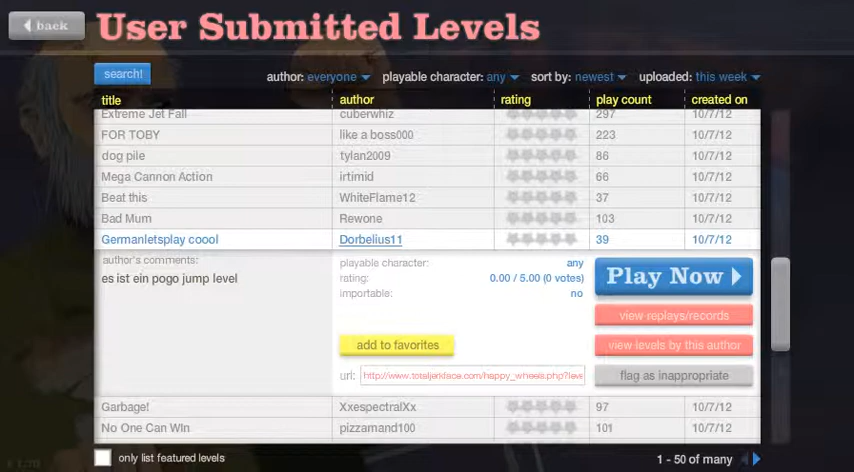 back
User Submitted Levels
search!
author: everyone playable character: any sort by: newest uploaded: this week
title author rating play count created on
Extreme Jet Fall cuberwhiz 297 10/7/12
FOR TOBY like a boss000 223 10/7/12
dog pile tylan2009 86 10/7/12
Mega Cannon Action irtimid 66 10/7/12
Beat this WhiteFlame12 37 10/7/12
Bad Mum Rewone 103 10/7/12
Germanletsplay coool Dorbelius11 39 10/7/12
author's comments:
es ist ein pogo jump level
playable character: any
rating: 0.00 / 5.00 (0 votes)
importable: no
Play Now
view replays/records
add to favorites
view levels by this author
url: http://www.totaljerkface.com/happy_wheels.php?leve
flag as inappropriate
Garbage! XxespectralXx 97 10/7/12
No One Can WIn pizzamand100 101 10/7/12
only list featured levels
1 - 50 of many